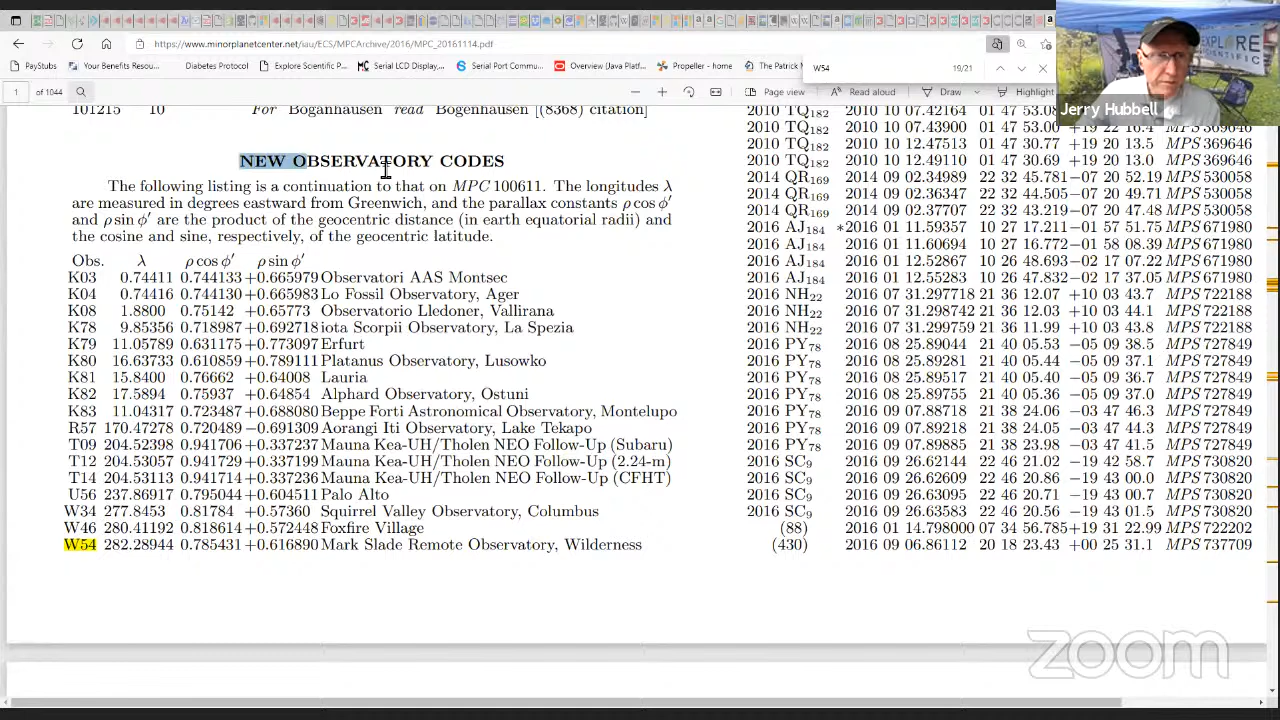 https://www.minorplanetcenter.net/iau/ECS/MPCArchive/2016/MPC_20161114.pdf
PayStubs
Your Benefits Resou...
Diabetes Protocol
Explore Scientific P...
Serial LCD Display,...
Serial Port Commu...
Overview (Java Platf...
Propeller - home
The Patrick M
W54
19/21
1 of 1044
Page view
Read aloud
Draw
Highlight
EXPLORE
SCIENTIFIC
Jerry Hubbell
101215 10 For Boganhausen read Bogenhausen [(8368) citation]
NEW OBSERVATORY CODES
The following listing is a continuation to that on MPC 100611. The longitudes λ
are measured in degrees eastward from Greenwich, and the parallax constants ρ cos ϕ′
and ρ sin ϕ′ are the product of the geocentric distance (in earth equatorial radii) and
the cosine and sine, respectively, of the geocentric latitude.
Obs. λ ρ cos ϕ′ ρ sin ϕ′
K03 0.74411 0.744133 +0.665979 Observatori AAS Montsec
K04 0.74416 0.744130 +0.665983 Lo Fossil Observatory, Ager
K08 1.8800 0.75142 +0.65773 Observatorio Lledoner, Vallirana
K78 9.85356 0.718987 +0.692718 iota Scorpii Observatory, La Spezia
K79 11.05789 0.631175 +0.773097 Erfurt
K80 16.63733 0.610859 +0.789111 Platanus Observatory, Lusowko
K81 15.8400 0.76662 +0.64008 Lauria
K82 17.5894 0.75937 +0.64854 Alphard Observatory, Ostuni
K83 11.04317 0.723487 +0.688080 Beppe Forti Astronomical Observatory, Montelupo
R57 170.47278 0.720489 −0.691309 Aorangi Iti Observatory, Lake Tekapo
T09 204.52398 0.941706 +0.337237 Mauna Kea-UH/Tholen NEO Follow-Up (Subaru)
T12 204.53057 0.941729 +0.337199 Mauna Kea-UH/Tholen NEO Follow-Up (2.24-m)
T14 204.53113 0.941714 +0.337236 Mauna Kea-UH/Tholen NEO Follow-Up (CFHT)
U56 237.86917 0.795044 +0.604511 Palo Alto
W34 277.8453 0.81784 +0.57360 Squirrel Valley Observatory, Columbus
W46 280.41192 0.818614 +0.572448 Foxfire Village
W54 282.28944 0.785431 +0.616890 Mark Slade Remote Observatory, Wilderness
2010 TQ182 2010 10 07.42164 01 47 53.0
2010 TQ182 2010 10 07.43900 01 47 53.00 +19 22 16.4 MPS 369646
2010 TQ182 2010 10 12.47513 01 47 30.77 +19 20 13.5 MPS 369646
2010 TQ182 2010 10 12.49110 01 47 30.69 +19 20 13.0 MPS 369646
2014 QR169 2014 09 02.34989 22 32 45.781 −07 20 52.19 MPS 530058
2014 QR169 2014 09 02.36347 22 32 44.505 −07 20 49.71 MPS 530058
2014 QR169 2014 09 02.37707 22 32 43.219 −07 20 47.48 MPS 530058
2016 AJ184 *2016 01 11.59357 10 27 17.211 −01 57 51.75 MPS 671980
2016 AJ184 2016 01 11.60694 10 27 16.772 −01 58 08.39 MPS 671980
2016 AJ184 2016 01 12.52867 10 26 48.693 −02 17 07.22 MPS 671980
2016 AJ184 2016 01 12.55283 10 26 47.832 −02 17 37.05 MPS 671980
2016 NH22 2016 07 31.297718 21 36 12.07 +10 03 43.7 MPS 722188
2016 NH22 2016 07 31.298742 21 36 12.03 +10 03 44.1 MPS 722188
2016 NH22 2016 07 31.299759 21 36 11.99 +10 03 43.8 MPS 722188
2016 PY78 2016 08 25.89044 21 40 05.53 −05 09 38.5 MPS 727849
2016 PY78 2016 08 25.89281 21 40 05.44 −05 09 37.1 MPS 727849
2016 PY78 2016 08 25.89517 21 40 05.40 −05 09 36.7 MPS 727849
2016 PY78 2016 08 25.89755 21 40 05.36 −05 09 37.0 MPS 727849
2016 PY78 2016 09 07.88718 21 38 24.06 −03 47 46.3 MPS 727849
2016 PY78 2016 09 07.89218 21 38 24.05 −03 47 44.3 MPS 727849
2016 PY78 2016 09 07.89885 21 38 23.98 −03 47 41.5 MPS 727849
2016 SC9 2016 09 26.62144 22 46 21.02 −19 42 58.7 MPS 730820
2016 SC9 2016 09 26.62609 22 46 20.86 −19 43 00.0 MPS 730820
2016 SC9 2016 09 26.63095 22 46 20.71 −19 43 00.7 MPS 730820
2016 SC9 2016 09 26.63583 22 46 20.56 −19 43 01.5 MPS 730820
(88) 2016 01 14.798000 07 34 56.785 +19 31 22.99 MPS 722202
(430) 2016 09 06.86112 20 18 23.43 +00 25 31.1 MPS 737709
zoom